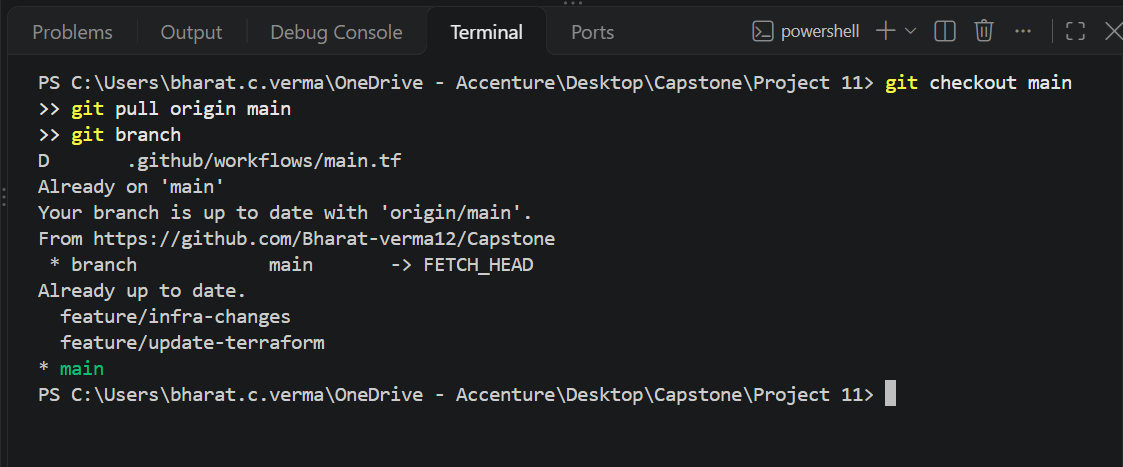 Problems Output Debug Console Terminal Ports powershell
PS C:\Users\bharat.c.verma\OneDrive - Accenture\Desktop\Capstone\Project 11> git checkout main
>> git pull origin main
>> git branch
D       .github/workflows/main.tf
Already on 'main'
Your branch is up to date with 'origin/main'.
From https://github.com/Bharat-verma12/Capstone
 * branch            main       -> FETCH_HEAD
Already up to date.
  feature/infra-changes
  feature/update-terraform
* main
PS C:\Users\bharat.c.verma\OneDrive - Accenture\Desktop\Capstone\Project 11>